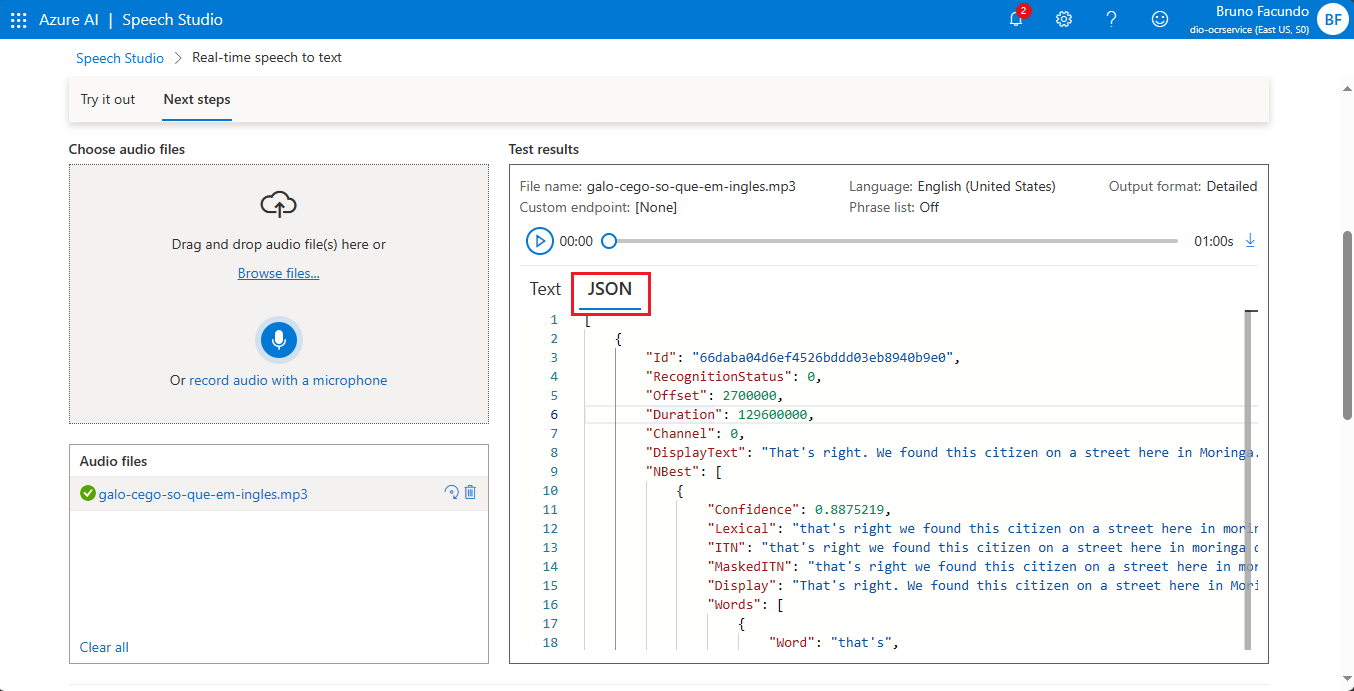 Azure AI | Speech Studio
2
Bruno Facundo
dio-ocrservice (East US, S0)
BF
Speech Studio > Real-time speech to text
Try it out
Next steps
Choose audio files
Drag and drop audio file(s) here or
Browse files...
Or record audio with a microphone
Audio files
galo-cego-so-que-em-ingles.mp3
Clear all
Test results
File name: galo-cego-so-que-em-ingles.mp3
Language: English (United States)
Output format: Detailed
Custom endpoint: [None]
Phrase list: Off
00:00
01:00s
Text
JSON
1 [
2 {
3 "Id": "66daba04d6ef4526bddd03eb8940b9e0",
4 "RecognitionStatus": 0,
5 "Offset": 2700000,
6 "Duration": 129600000,
7 "Channel": 0,
8 "DisplayText": "That's right. We found this citizen on a street here in Moringa.
9 "NBest": [
10 {
11 "Confidence": 0.8875219,
12 "Lexical": "that's right we found this citizen on a street here in morin
13 "ITN": "that's right we found this citizen on a street here in moringa
14 "MaskedITN": "that's right we found this citizen on a street here in mor
15 "Display": "That's right. We found this citizen on a street here in Mori
16 "Words": [
17 {
18 "Word": "that's",